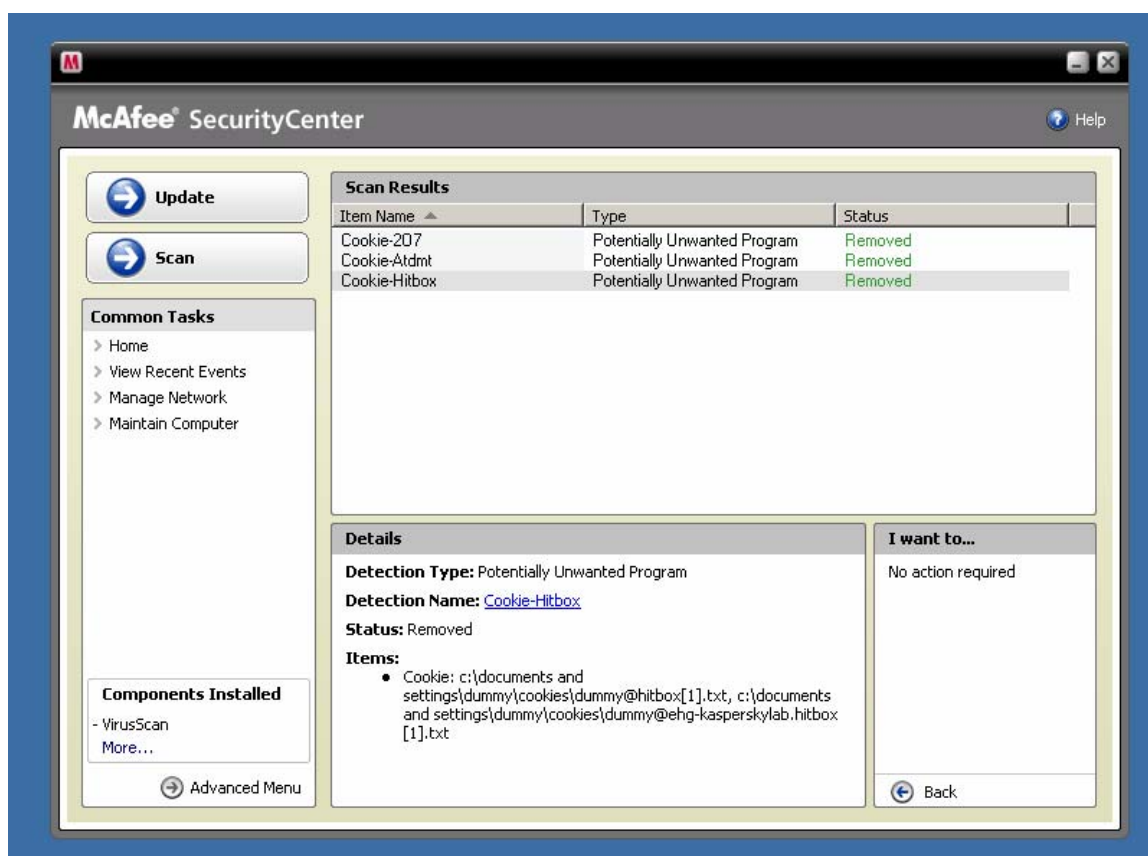 M
McAfee® SecurityCenter
Help
Update
Scan
Common Tasks
> Home
> View Recent Events
> Manage Network
> Maintain Computer
Components Installed
- VirusScan
More...
Advanced Menu
Scan Results
Item Name Type Status
Cookie-207 Potentially Unwanted Program Removed
Cookie-Atdmt Potentially Unwanted Program Removed
Cookie-Hitbox Potentially Unwanted Program Removed
Details
Detection Type: Potentially Unwanted Program
Detection Name: Cookie-Hitbox
Status: Removed
Items:
• Cookie: c:\documents and
settings\dummy\cookies\dummy@hitbox[1].txt, c:\documents
and settings\dummy\cookies\dummy@ehg-kasperskylab.hitbox
[1].txt
I want to...
No action required
Back